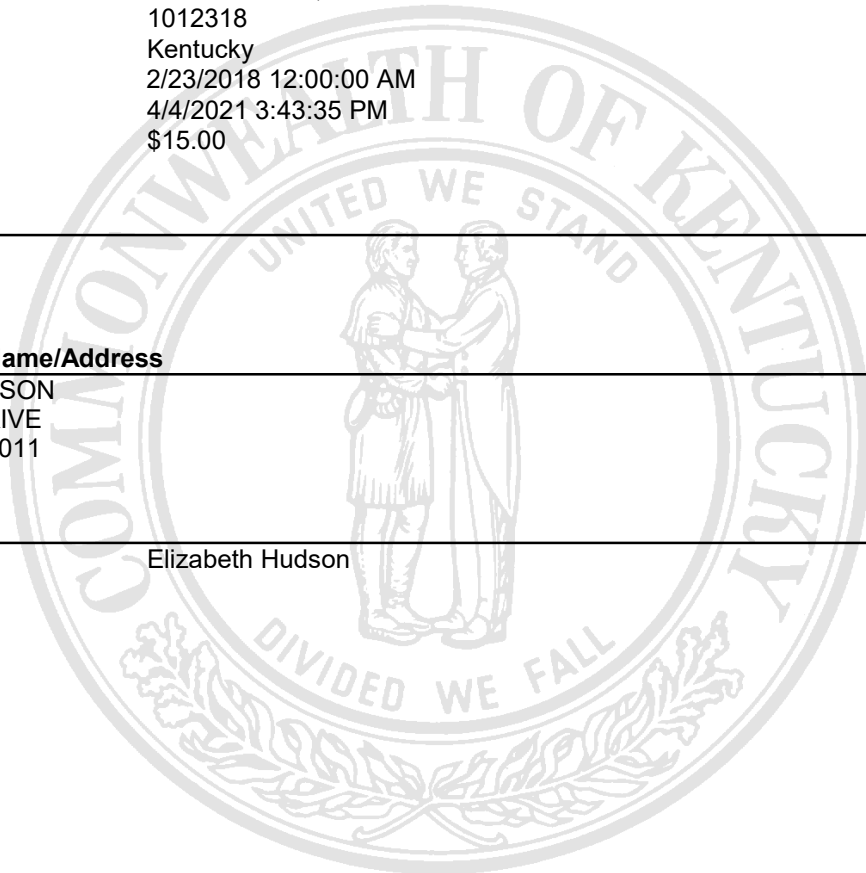 1012318
Kentucky
2/23/2018 12:00:00 AM
4/4/2021 3:43:35 PM
$15.00
COMMONWEALTH OF KENTUCKY
UNITED WE STAND
ame/Address
SON
IVE
011
Elizabeth Hudson
DIVIDED WE FALL